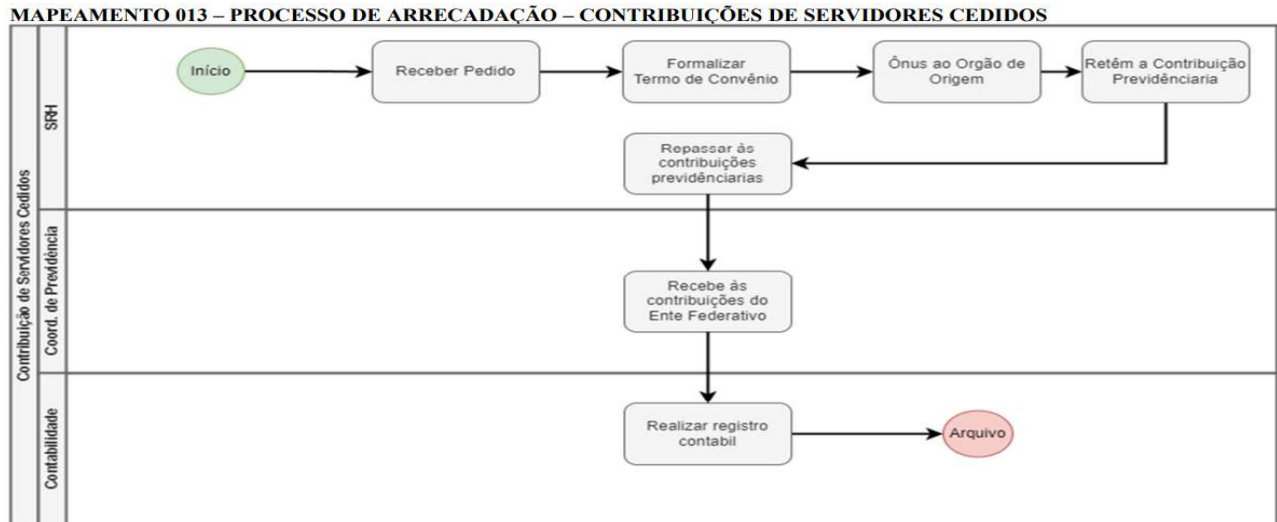 MAPEAMENTO 013 – PROCESSO DE ARRECADAÇÃO – CONTRIBUIÇÕES DE SERVIDORES CEDIDOS
Contribuição de Servidores Cedidos
SRH
Início
Receber Pedido
Formalizar
Termo de Convênio
Ônus ao Orgão de
Origem
Retêm a Contribuição
Previdênciaria
Repassar ás
contribuições
previdênciarias
Coord. de Previdência
Recebe ás
contribuições do
Ente Federativo
Contabilidade
Realizar registro
contabil
Arquivo